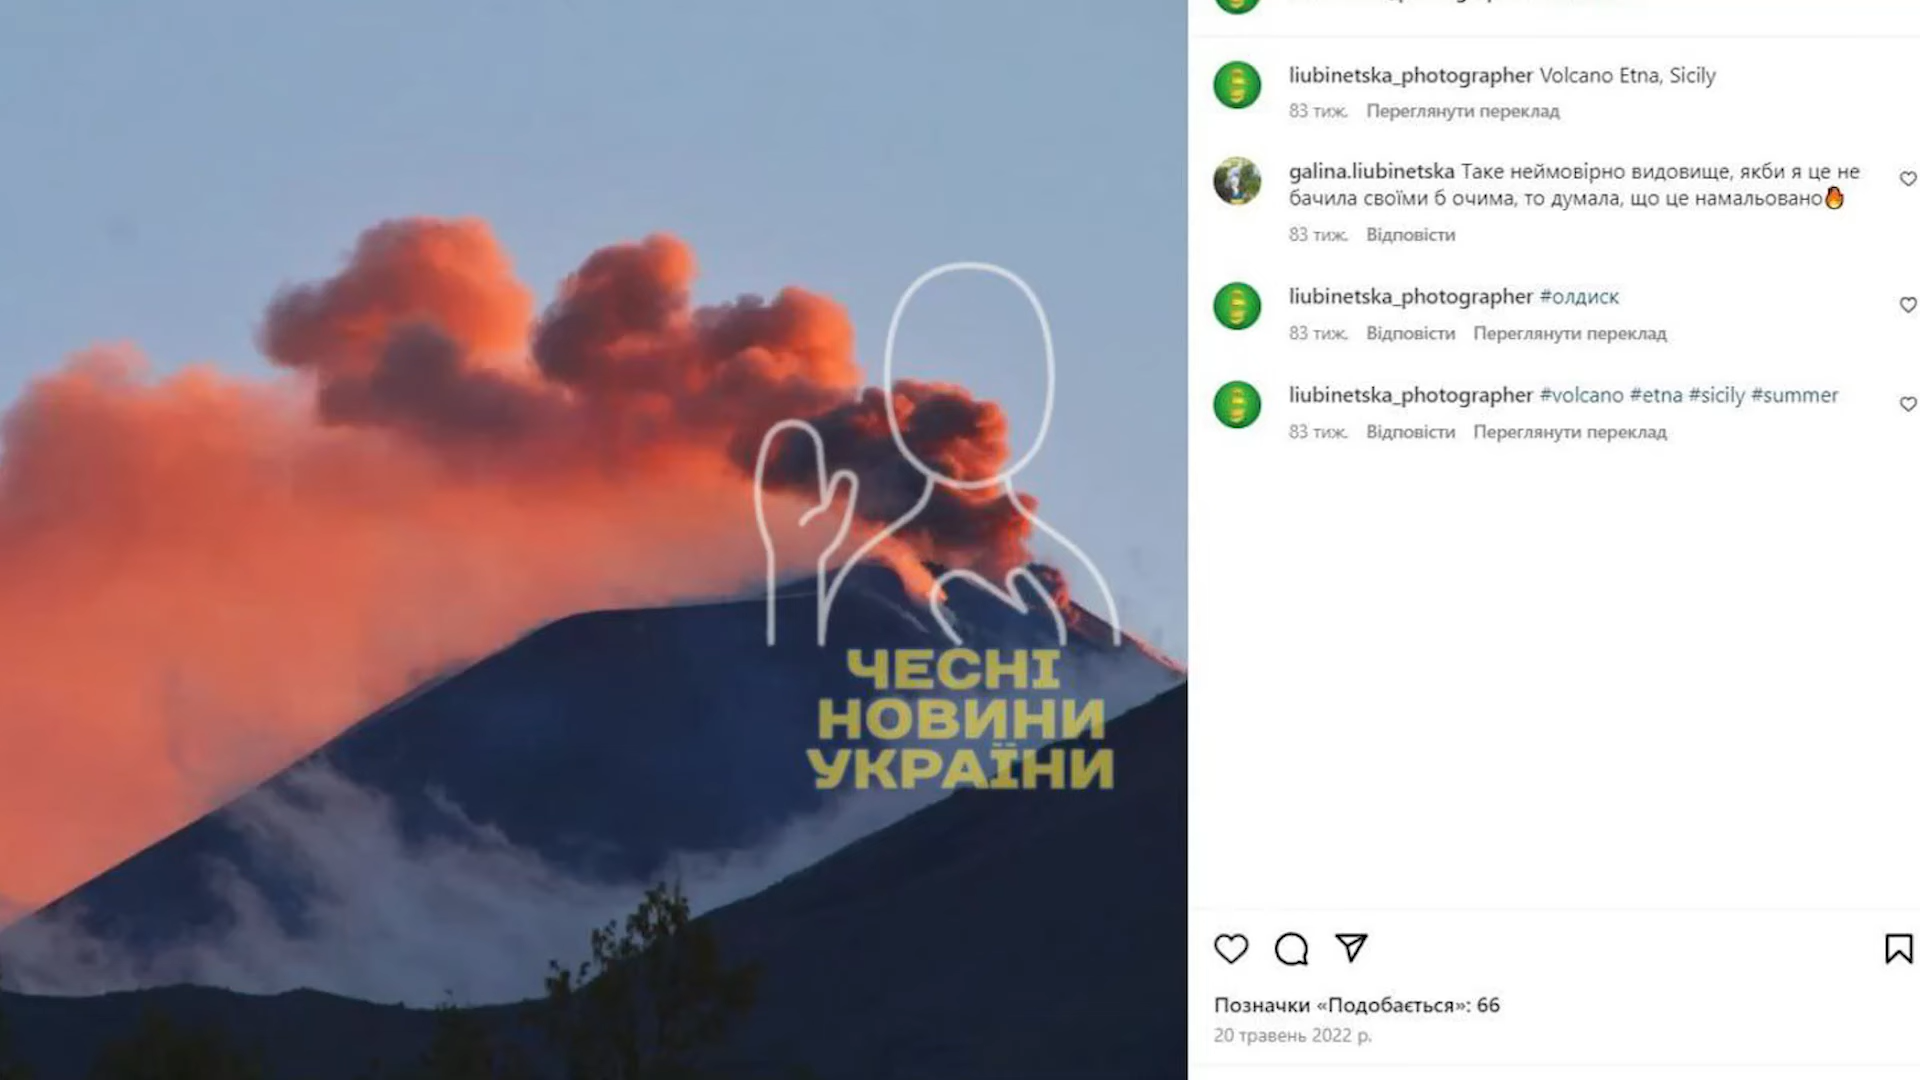 ЧЕСНІ
НОВИНИ
УКРАЇНИ
liubinetska_photographer Volcano Etna, Sicily
83 тиж. Переглянути переклад
galina.liubinetska Таке неймовірно видовище, якби я це не
бачила своїми б очима, то думала, що це намальовано🔥
83 тиж. Відповісти
liubinetska_photographer #олдиск
83 тиж. Відповісти Переглянути переклад
liubinetska_photographer #volcano #etna #sicily #summer
83 тиж. Відповісти Переглянути переклад
Позначки «Подобається»: 66
20 травень 2022 р.